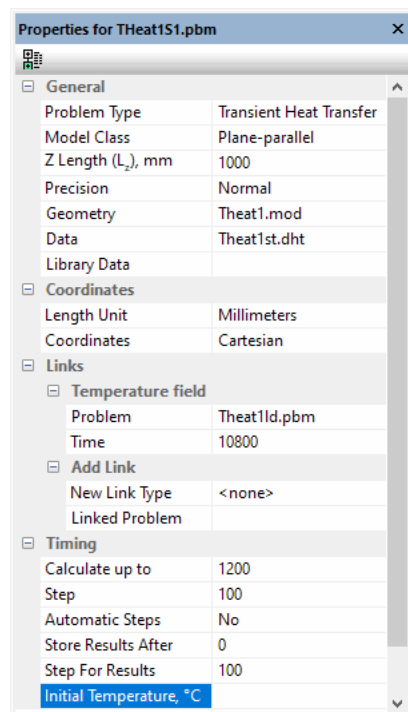 Properties for THeat1S1.pbm
General
Problem Type Transient Heat Transfer
Model Class Plane-parallel
Z Length (Lz), mm 1000
Precision Normal
Geometry Theat1.mod
Data Theat1st.dht
Library Data
Coordinates
Length Unit Millimeters
Coordinates Cartesian
Links
Temperature field
Problem Theat1ld.pbm
Time 10800
Add Link
New Link Type <none>
Linked Problem
Timing
Calculate up to 1200
Step 100
Automatic Steps No
Store Results After 0
Step For Results 100
Initial Temperature, °C